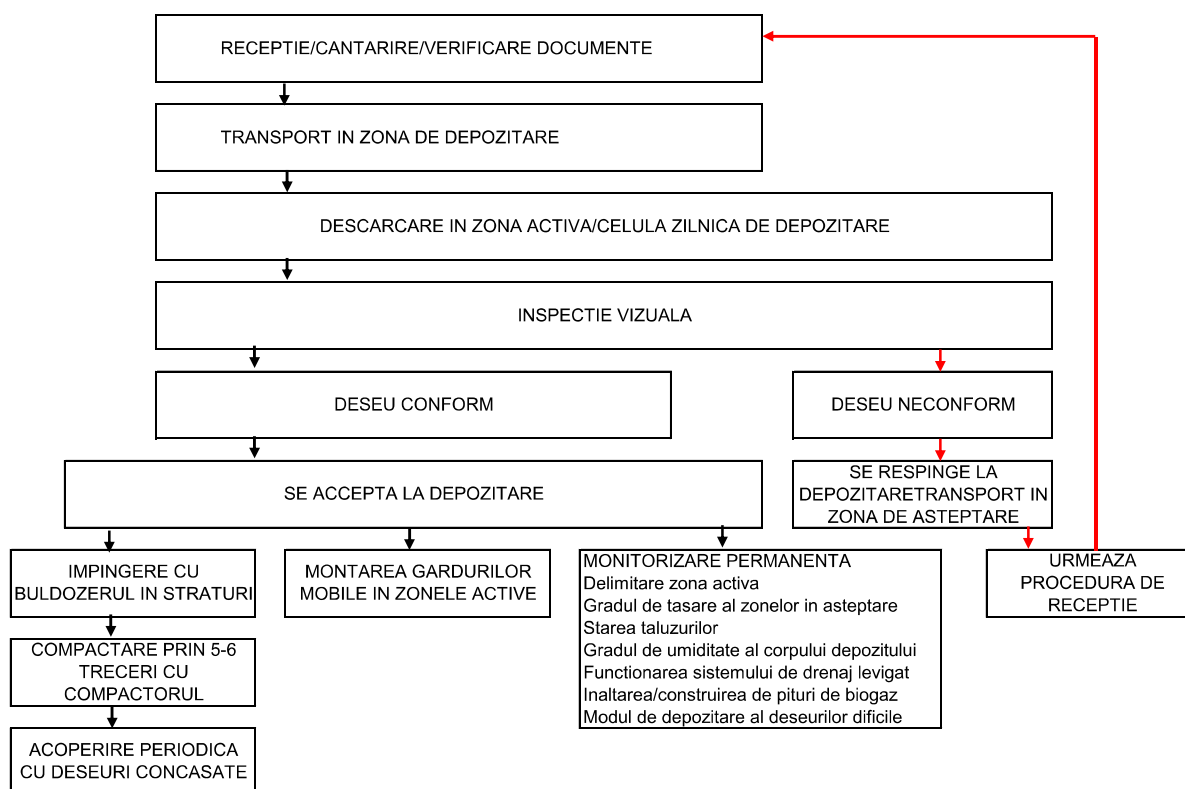 RECEPTIE/CANTARIRE/VERIFICARE DOCUMENTE
TRANSPORT IN ZONA DE DEPOZITARE
DESCARCARE IN ZONA ACTIVA/CELULA ZILNICA DE DEPOZITARE
INSPECTIE VIZUALA
DESEU CONFORM
DESEU NECONFORM
SE ACCEPTA LA DEPOZITARE
SE RESPINGE LA
DEPOZITARETRANSPORT IN
ZONA DE ASTEPTARE
IMPINGERE CU
BULDOZERUL IN STRATURI
MONTAREA GARDURILOR
MOBILE IN ZONELE ACTIVE
MONITORIZARE PERMANENTA
Delimitare zona activa
Gradul de tasare al zonelor in asteptare
Starea taluzurilor
Gradul de umiditate al corpului depozitului
Functionarea sistemului de drenaj levigat
Inaltarea/construirea de pituri de biogaz
Modul de depozitare al deseurilor dificile
URMEAZA
PROCEDURA DE
RECEPTIE
COMPACTARE PRIN 5-6
TRECERI CU
COMPACTORUL
ACOPERIRE PERIODICA
CU DESEURI CONCASATE